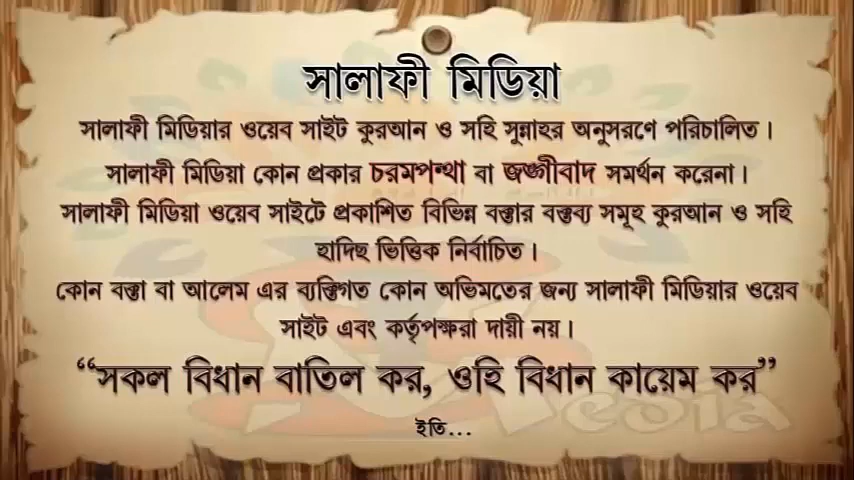 সালাফী মিডিয়া
সালাফী মিডিয়ার ওয়েব সাইট কুরআন ও সহি সুন্নাহর অনুসরণে পরিচালিত।
সালাফী মিডিয়া কোন প্রকার চরমপন্থা বা জঙ্গীবাদ সমর্থন করেনা।
সালাফী মিডিয়া ওয়েব সাইটে প্রকাশিত বিভিন্ন বক্তার বক্তব্য সমূহ কুরআন ও সহি
হাদিছ ভিত্তিক নির্বাচিত।
কোন বক্তা বা আলেম এর ব্যক্তিগত কোন অভিমতের জন্য সালাফী মিডিয়ার ওয়েব
সাইট এবং কর্তৃপক্ষরা দায়ী নয়।
“সকল বিধান বাতিল কর, ওহি বিধান কায়েম কর”
ইতি...